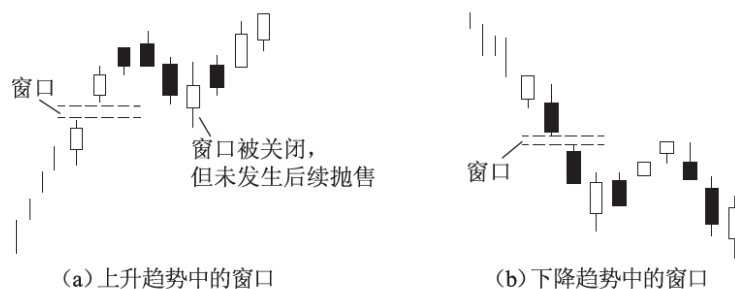 窗口
窗口被关闭，
但未发生后续抛售
窗口
（a）上升趋势中的窗口
（b）下降趋势中的窗口